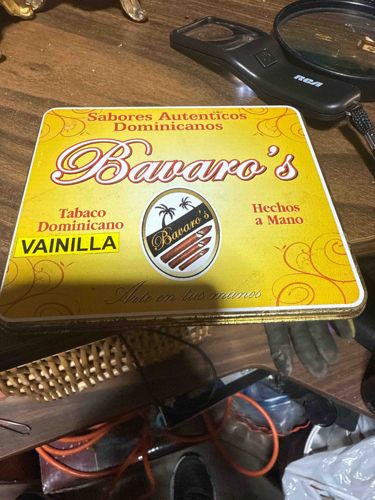 Sabores Autenticos
Dominicanos
Bavaro's
Tabaco
Dominicano
VAINILLA
Bavaro's
Hechos
a Mano
Arte en tus manos
RCA